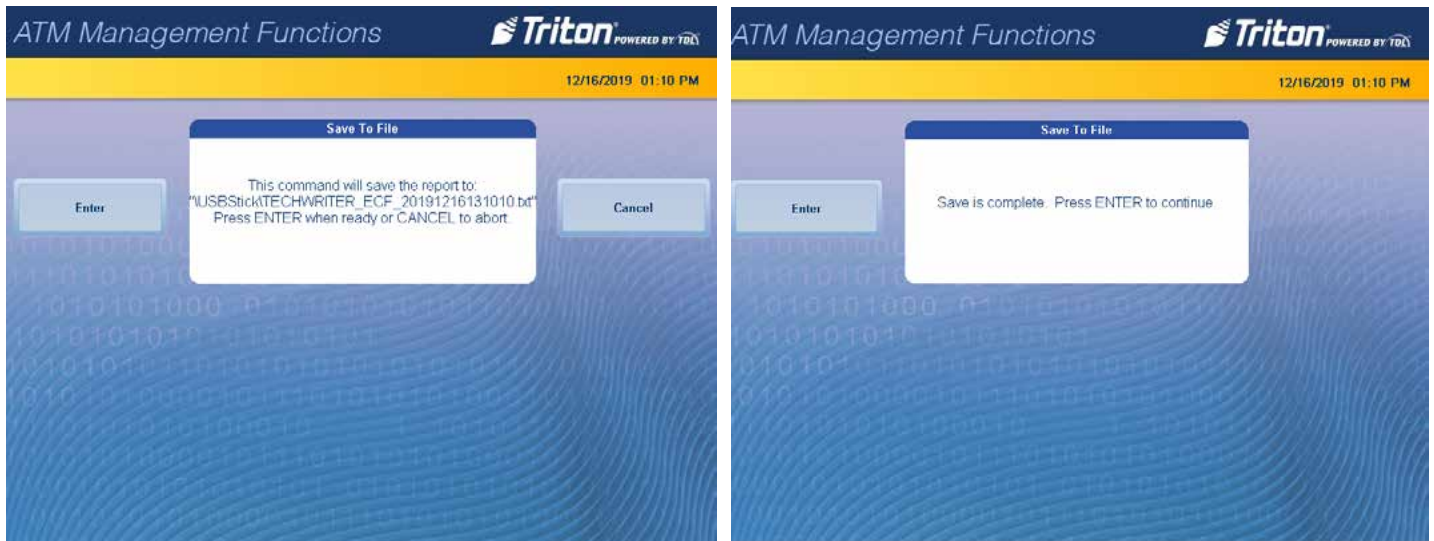 ATM Management Functions
Triton POWERED BY TDL
12/16/2019 01:10 PM
Save To File
This command will save the report to:
"\USBStick\TECHWRITER_ECF_20191216131010.txt"
Press ENTER when ready or CANCEL to abort.
Enter
Cancel
ATM Management Functions
Triton POWERED BY TDL
12/16/2019 01:10 PM
Save To File
Save is complete. Press ENTER to continue
Enter